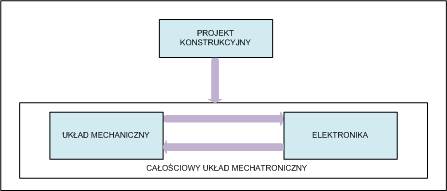 PROJEKT
KONSTRUKCYJNY
UKŁAD MECHANICZNY
ELEKTRONIKA
CAŁOŚCIOWY UKŁAD MECHATRONICZNY